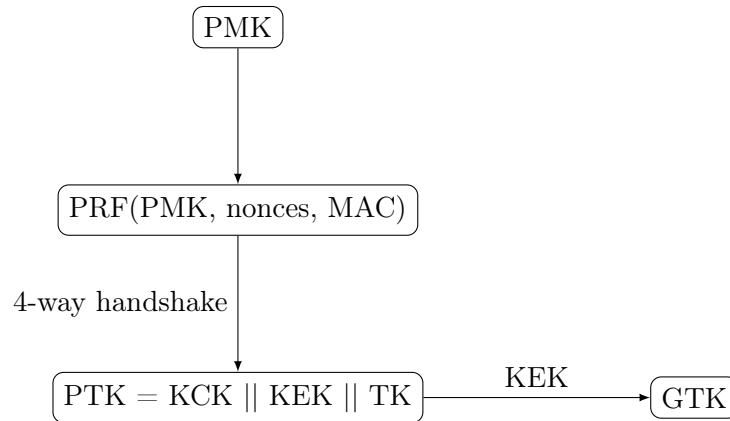 PMK
PRF(PMK, nonces, MAC)
4-way handshake
PTK = KCK || KEK || TK
KEK
GTK